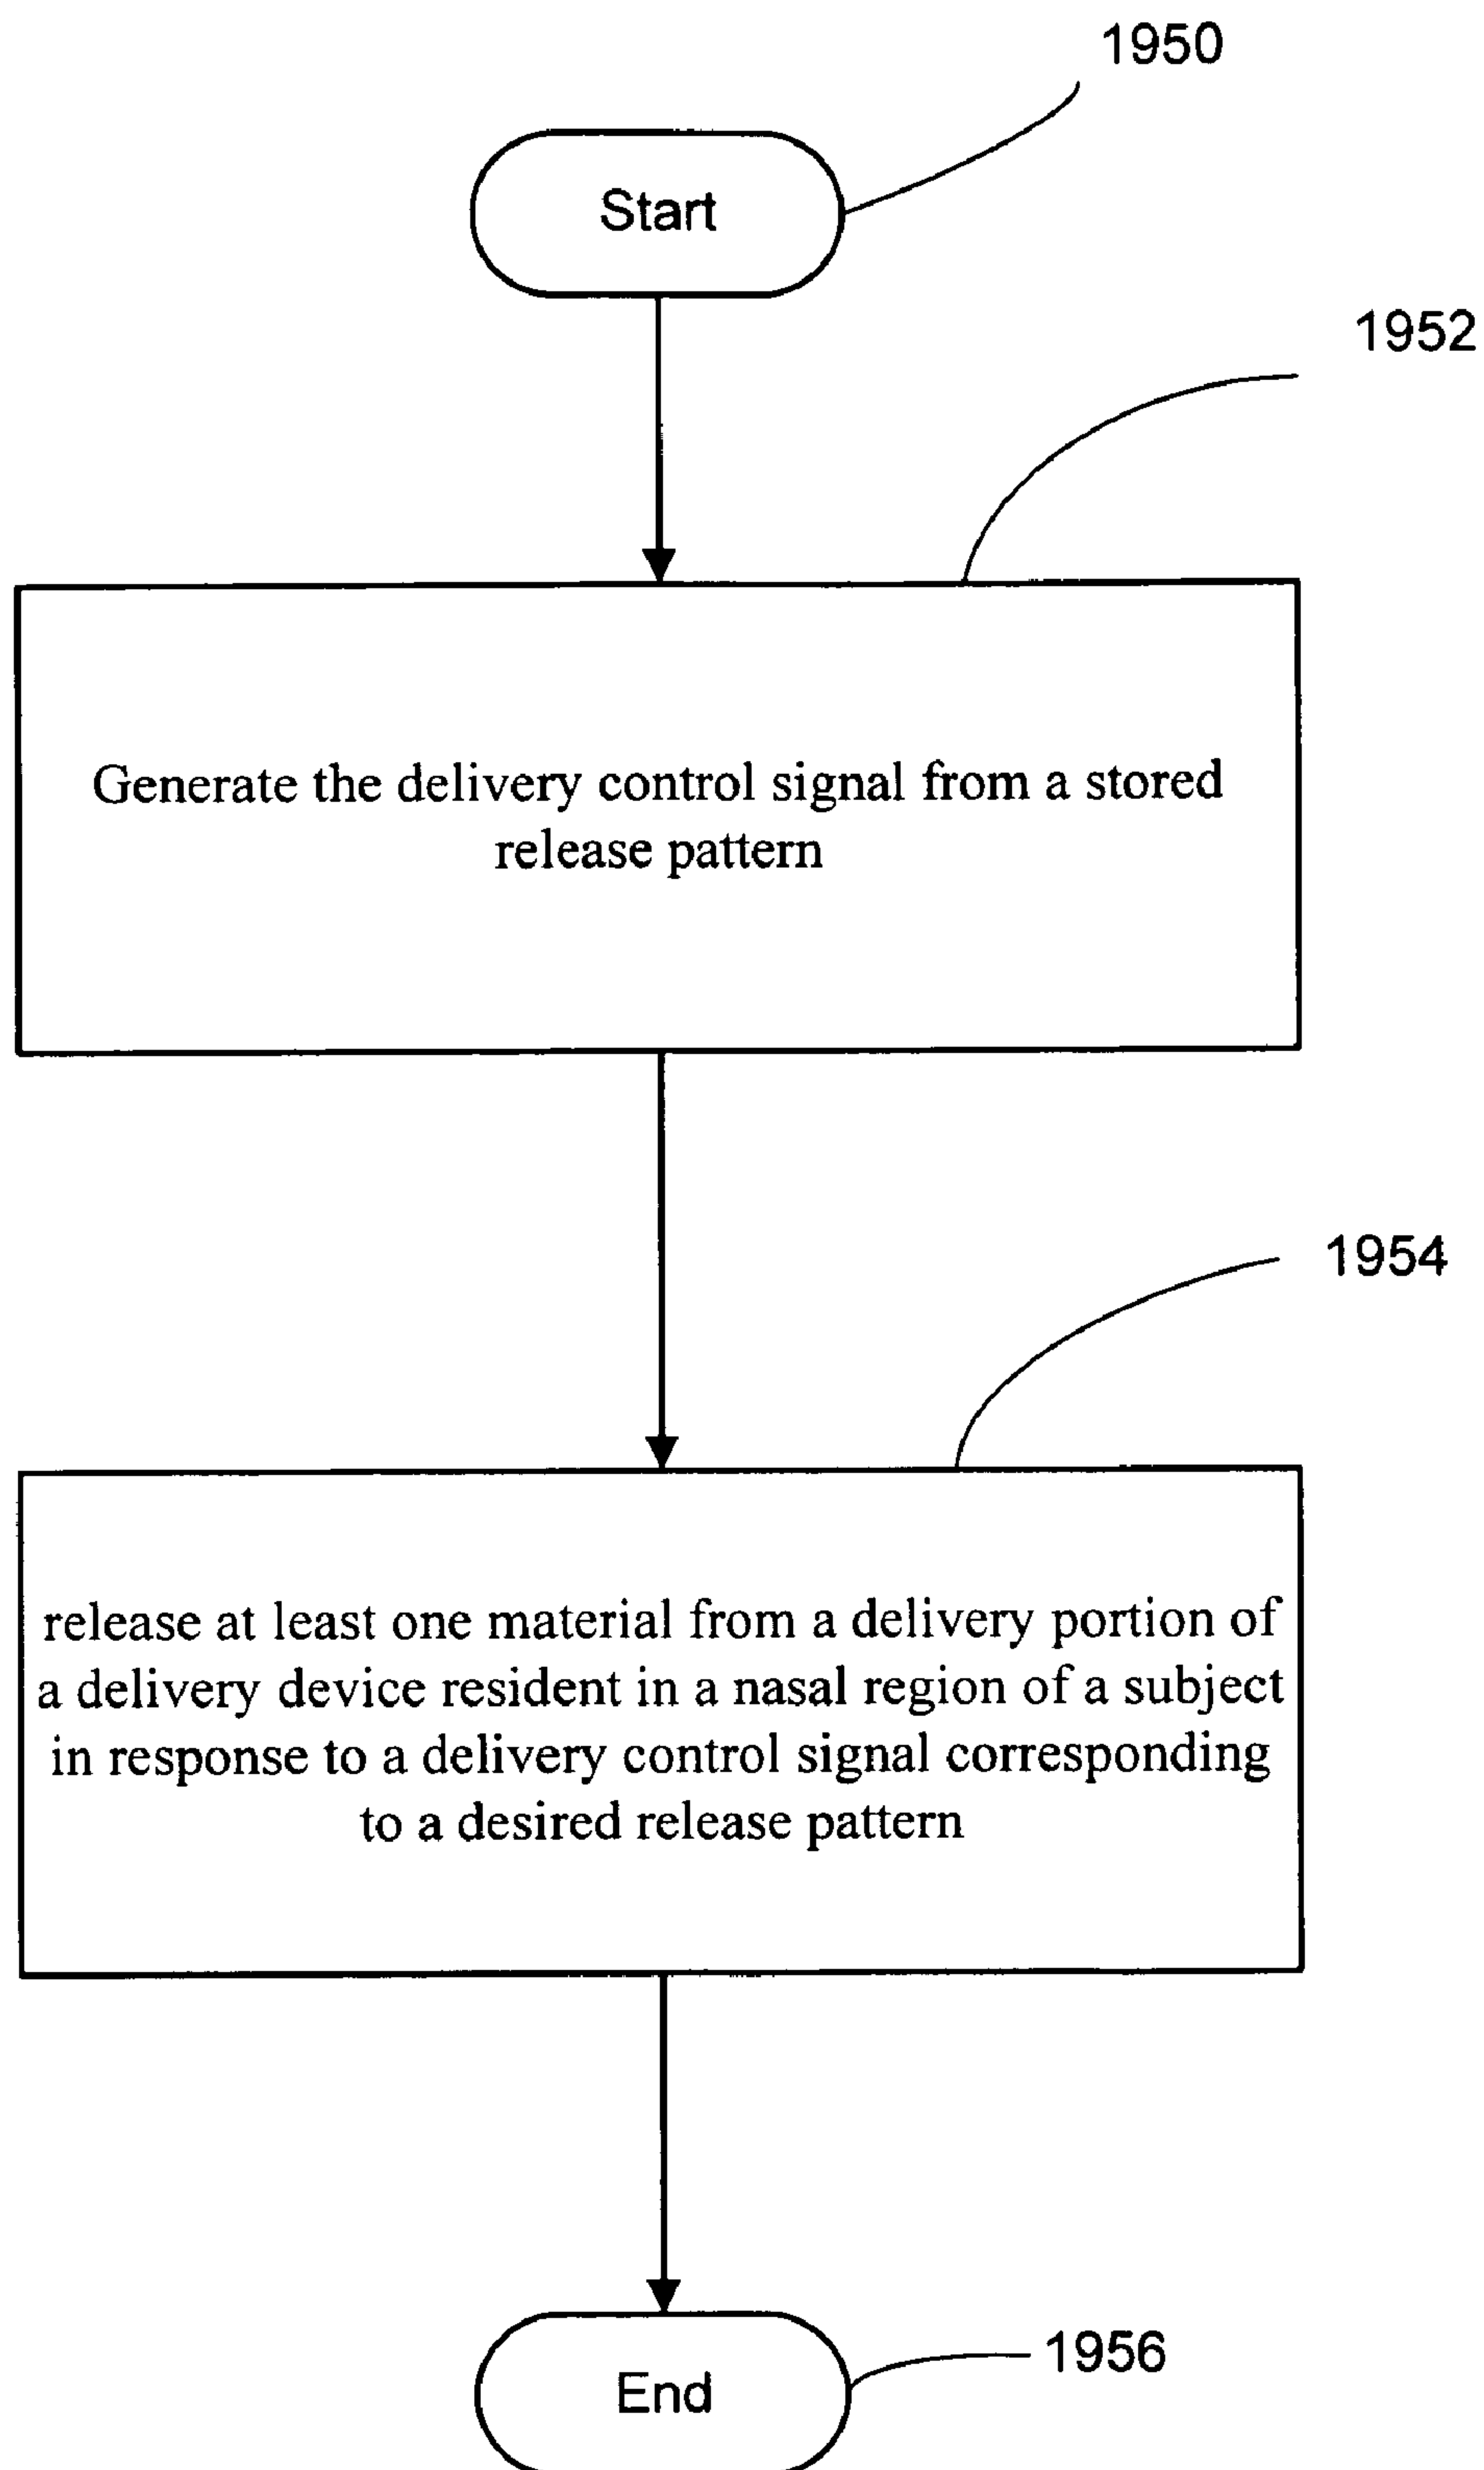 1950
Start
1952
Generate the delivery control signal from a stored
release pattern
1954
release at least one material from a delivery portion of
a delivery device resident in a nasal region of a subject
in response to a delivery control signal corresponding
to a desired release pattern
1956
End